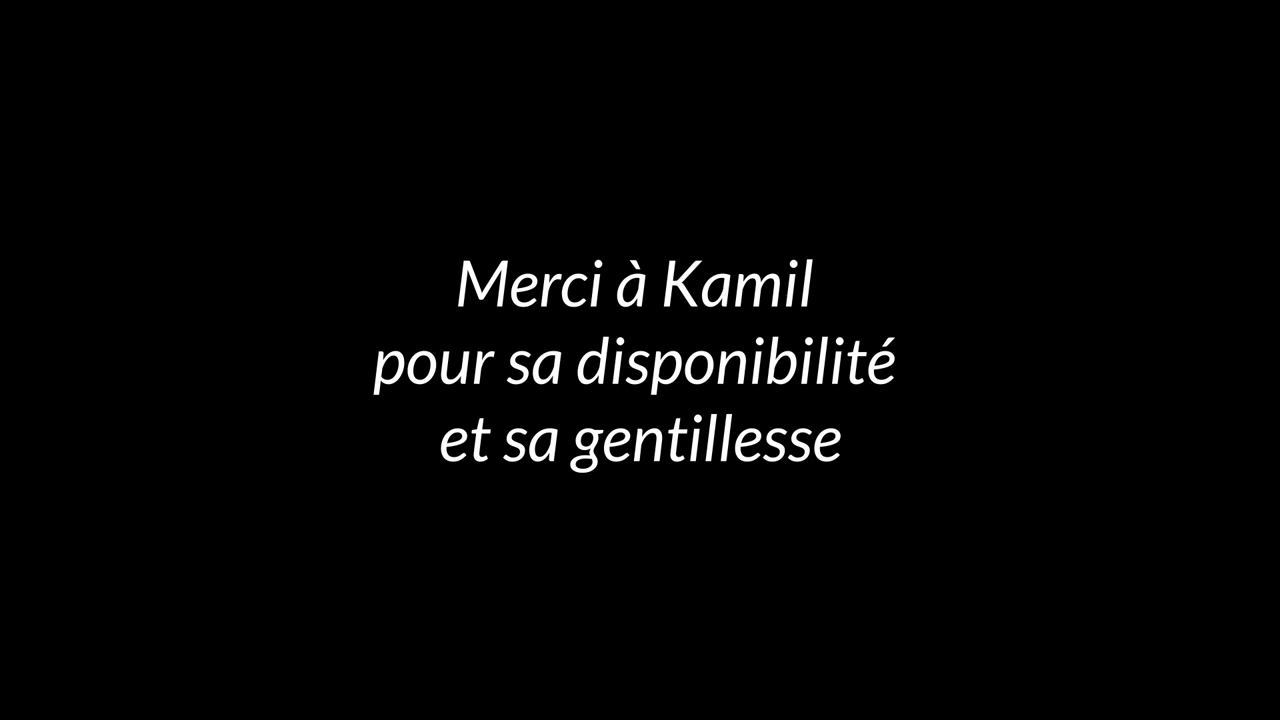 Merci à Kamil
pour sa disponibilité
et sa gentillesse